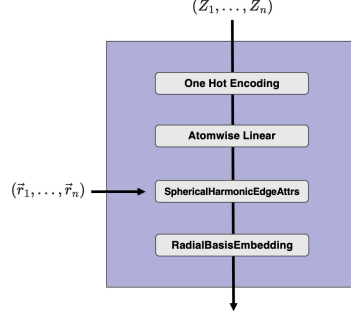 (Z₁, . . . , Zₙ)
One Hot Encoding
Atomwise Linear
(r⃗₁, . . . , r⃗ₙ)
SphericalHarmonicEdgeAttrs
RadialBasisEmbedding